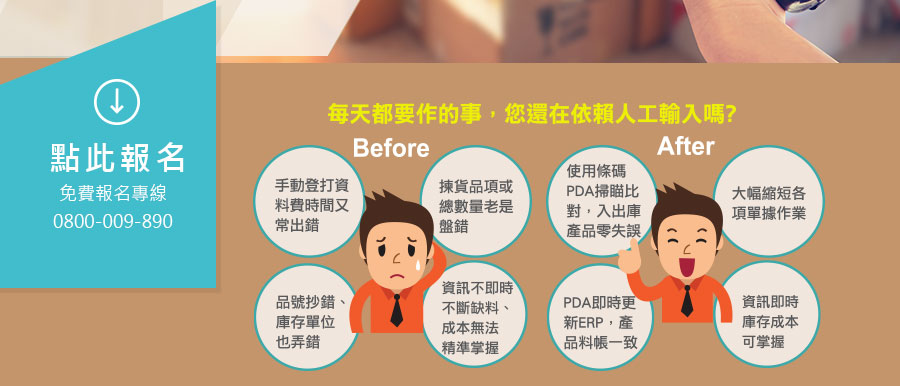 點此報名
免費報名專線
0800-009-890
每天都要作的事，您還在依賴人工輸入嗎?
Before
手動登打資
料費時間又
常出錯
揀貨品項或
總數量老是
盤錯
品號抄錯、
庫存單位
也弄錯
資訊不即時
不斷缺料、
成本無法
精準掌握
After
使用條碼
PDA掃瞄比
對，入出庫
產品零失誤
大幅縮短各
項單據作業
PDA即時更
新ERP，產
品料帳一致
資訊即時
庫存成本
可掌握